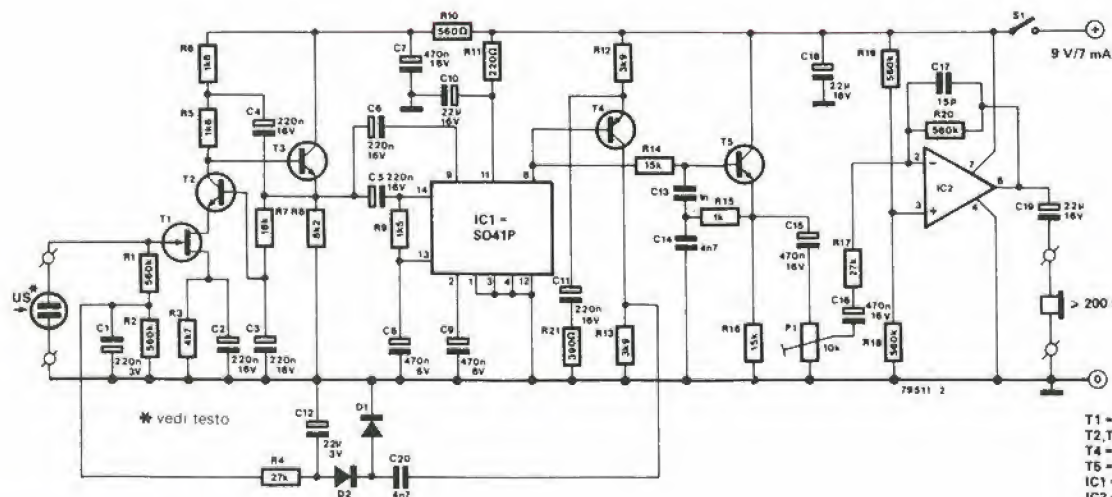 R10
560Ω
S1
9 V/7 mA
R6
1k8
C7
470n
16V
R11
220Ω
R12
3k9
C18
22µ
16V
R19
560k
C17
15p
R20
560k
R5
1k8
C4
220n
16V
C10
22µ
16V
C6
220n
16V
T3
T4
R14
15k
T5
T2
C5
220n
16V
9
11
8
14
IC1 =
S041P
13
2
1
3
4
12
C13
1n
R15
1k
C14
4n7
C15
470n
16V
R17
27k
C16
470n
16V
2
7
3
6
4
IC2
C19
22µ
16V
T1
R7
18k
R8
8k2
R9
1k5
US*
R1
560k
R2
560k
C1
220n
3V
R3
4k7
C2
220n
16V
C3
220n
16V
C8
470n
6V
C9
470n
6V
C11
220n
16V
R21
390Ω
R13
3k9
R16
15k
P1
10k
R18
560k
> 200
0
79511 2
* vedi testo
C12
22µ
3V
D1
R4
27k
D2
C20
4n7
T1 =
T2,T
T4 =
T5 =
IC1 =
IC2 =